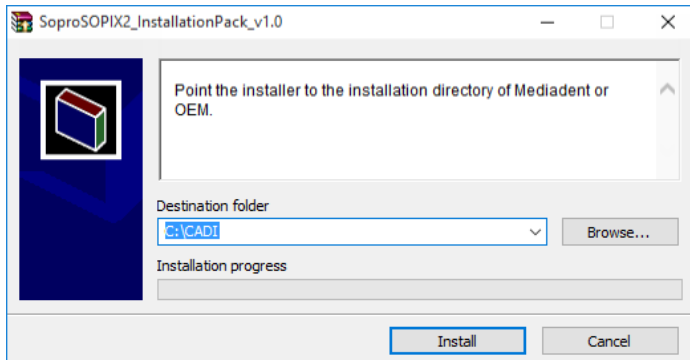 SoproSOPIX2_InstallationPack_v1.0
Point the installer to the installation directory of Mediadent or
OEM.
Destination folder
C:\CADI
Browse...
Installation progress
Install
Cancel